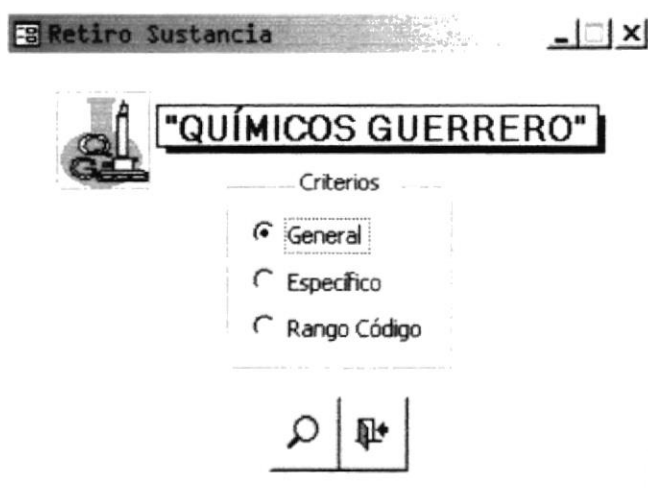 Retiro Sustancia
"QUÍMICOS GUERRERO"
Criterios
General
Específico
Rango Código